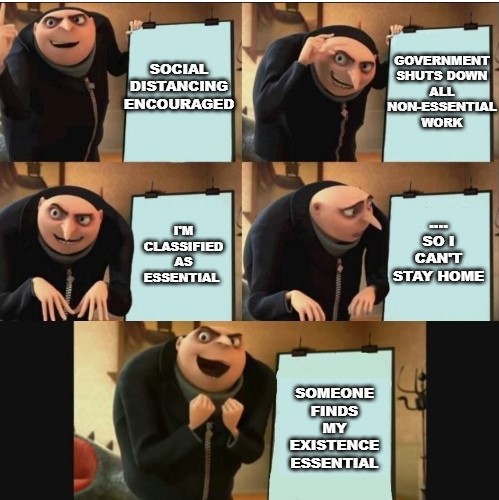 SOCIAL
DISTANCING
ENCOURAGED
GOVERNMENT
SHUTS DOWN
ALL
NON-ESSENTIAL
WORK
I'M
CLASSIFIED
AS
ESSENTIAL
....
SO I
CAN'T
STAY HOME
SOMEONE
FINDS
MY
EXISTENCE
ESSENTIAL